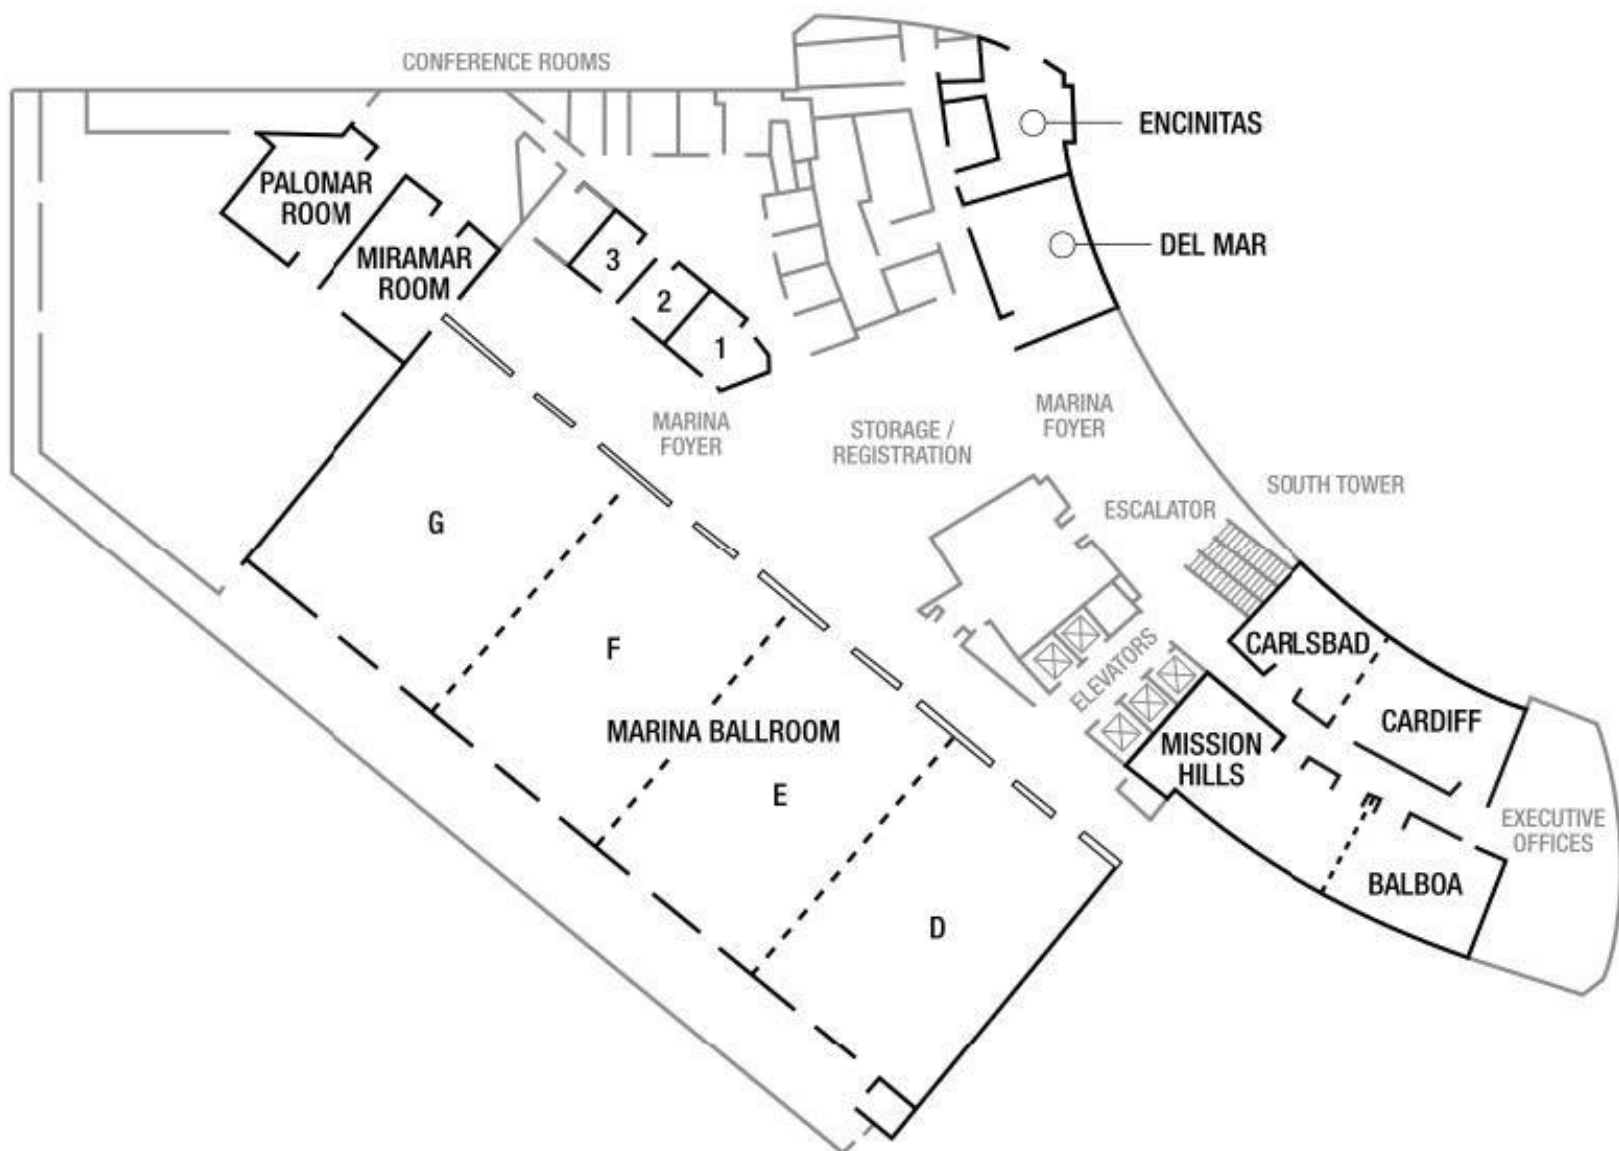 CONFERENCE ROOMS
ENCINITAS
PALOMAR
ROOM
DEL MAR
MIRAMAR
ROOM
3
2
1
MARINA
FOYER
STORAGE /
REGISTRATION
MARINA
FOYER
SOUTH TOWER
ESCALATOR
G
F
CARLSBAD
ELEVATORS
MARINA BALLROOM
CARDIFF
MISSION
HILLS
E
EXECUTIVE
OFFICES
BALBOA
D